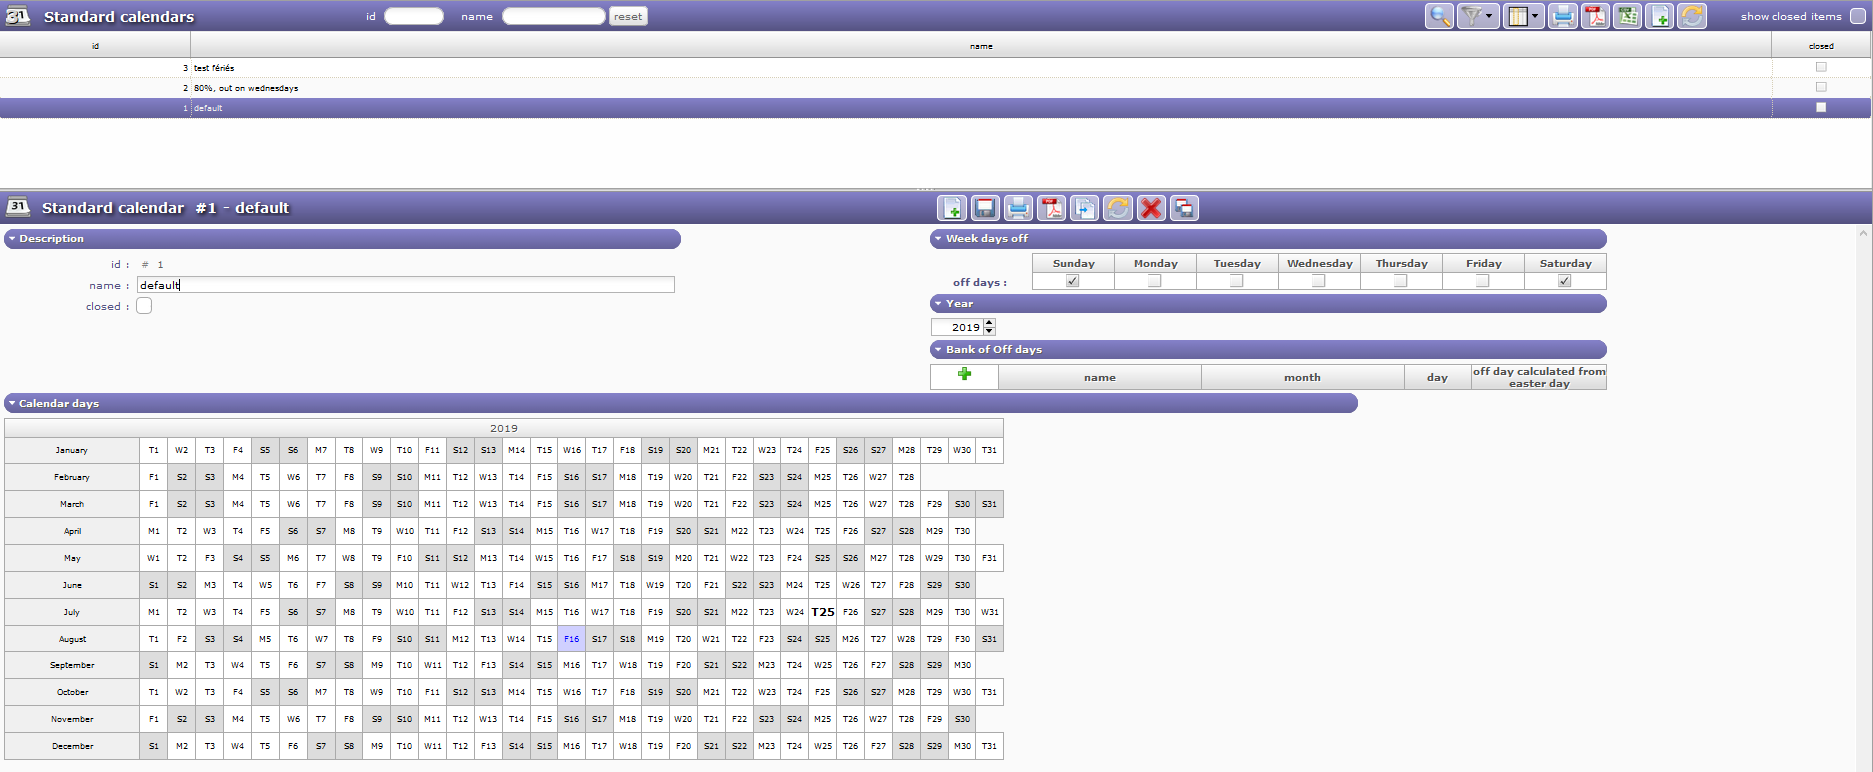 31 Standard calendars id name reset show closed items
id name closed
3 test fériés
2 80%, out on wednesdays
1 default
31 Standard calendar #1 - default
Description
id : # 1
name : default
closed :
Week days off
Sunday Monday Tuesday Wednesday Thursday Friday Saturday
off days :
Year
2019
Bank of Off days
name month day off day calculated from
easter day
Calendar days
2019
January T1 W2 T3 F4 S5 S6 M7 T8 W9 T10 F11 S12 S13 M14 T15 W16 T17 F18 S19 S20 M21 T22 W23 T24 F25 S26 S27 M28 T29 W30 T31
February F1 S2 S3 M4 T5 W6 T7 F8 S9 S10 M11 T12 W13 T14 F15 S16 S17 M18 T19 W20 T21 F22 S23 S24 M25 T26 W27 T28
March F1 S2 S3 M4 T5 W6 T7 F8 S9 S10 M11 T12 W13 T14 F15 S16 S17 M18 T19 W20 T21 F22 S23 S24 M25 T26 W27 T28 F29 S30 S31
April M1 T2 W3 T4 F5 S6 S7 M8 T9 W10 T11 F12 S13 S14 M15 T16 W17 T18 F19 S20 S21 M22 T23 W24 T25 F26 S27 S28 M29 T30
May W1 T2 F3 S4 S5 M6 T7 W8 T9 F10 S11 S12 M13 T14 W15 T16 F17 S18 S19 M20 T21 W22 T23 F24 S25 S26 M27 T28 W29 T30 F31
June S1 S2 M3 T4 W5 T6 F7 S8 S9 M10 T11 W12 T13 F14 S15 S16 M17 T18 W19 T20 F21 S22 S23 M24 T25 W26 T27 F28 S29 S30
July M1 T2 W3 T4 F5 S6 S7 M8 T9 W10 T11 F12 S13 S14 M15 T16 W17 T18 F19 S20 S21 M22 T23 W24 T25 F26 S27 S28 M29 T30 W31
August T1 F2 S3 S4 M5 T6 W7 T8 F9 S10 S11 M12 T13 W14 T15 F16 S17 S18 M19 T20 W21 T22 F23 S24 S25 M26 T27 W28 T29 F30 S31
September S1 M2 T3 W4 T5 F6 S7 S8 M9 T10 W11 T12 F13 S14 S15 M16 T17 W18 T19 F20 S21 S22 M23 T24 W25 T26 F27 S28 S29 M30
October T1 W2 T3 F4 S5 S6 M7 T8 W9 T10 F11 S12 S13 M14 T15 W16 T17 F18 S19 S20 M21 T22 W23 T24 F25 S26 S27 M28 T29 W30 T31
November F1 S2 S3 M4 T5 W6 T7 F8 S9 S10 M11 T12 W13 T14 F15 S16 S17 M18 T19 W20 T21 F22 S23 S24 M25 T26 W27 T28 F29 S30
December S1 M2 T3 W4 T5 F6 S7 S8 M9 T10 W11 T12 F13 S14 S15 M16 T17 W18 T19 F20 S21 S22 M23 T24 W25 T26 F27 S28 S29 M30 T31